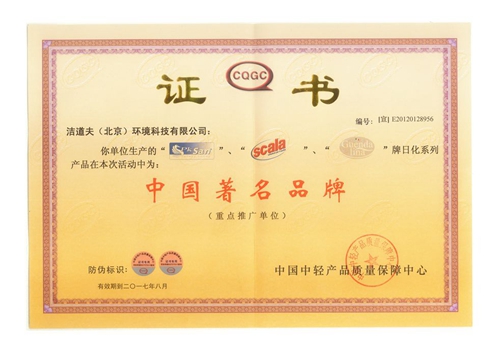 CQGC
证 书
编号：[宣] E20120128956
洁道夫（北京）环境科技有限公司：
你单位生产的“ ”、“scala”、“ ”牌日化系列
产品在本次活动中为：
中国著名品牌
（重点推广单位）
防伪标识：
中国中轻产品质量保障中心
有效期到二〇一七年八月